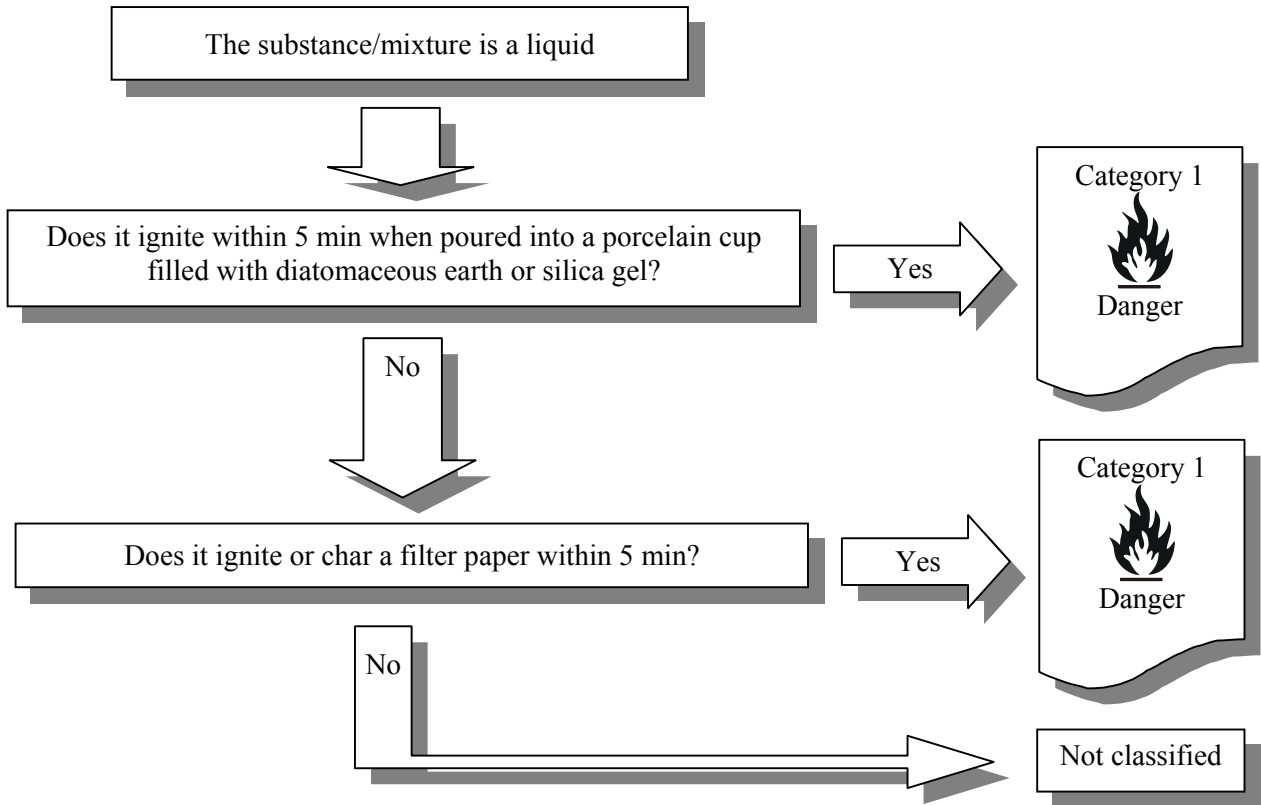 The substance/mixture is a liquid
Does it ignite within 5 min when poured into a porcelain cup
filled with diatomaceous earth or silica gel?
Yes
Category 1
Danger
No
Does it ignite or char a filter paper within 5 min?
Yes
Category 1
Danger
No
Not classified